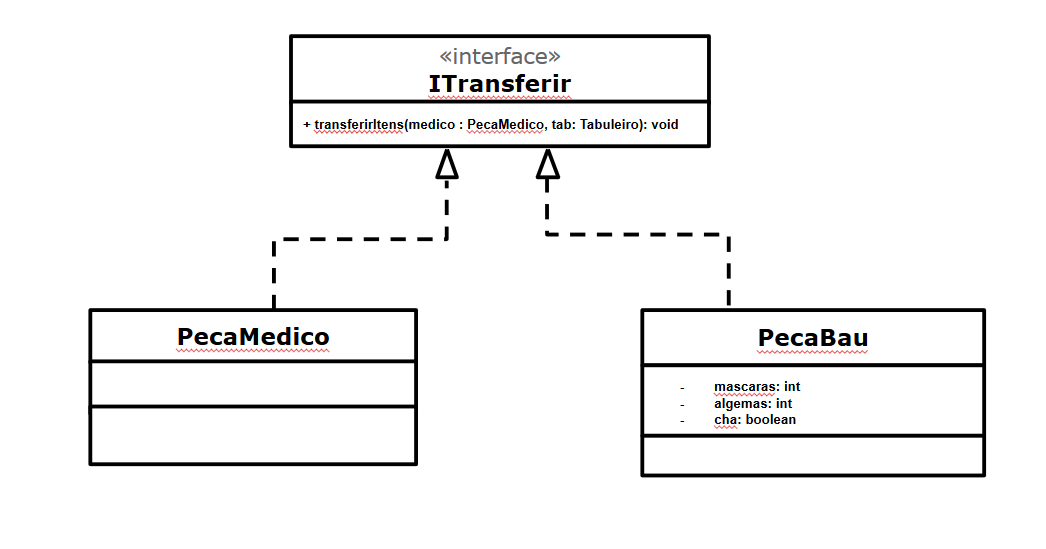 «interface»
ITransferir
+ transferirItens(medico : PecaMedico, tab: Tabuleiro): void
PecaMedico
PecaBau
- mascaras: int
- algemas: int
- cha: boolean